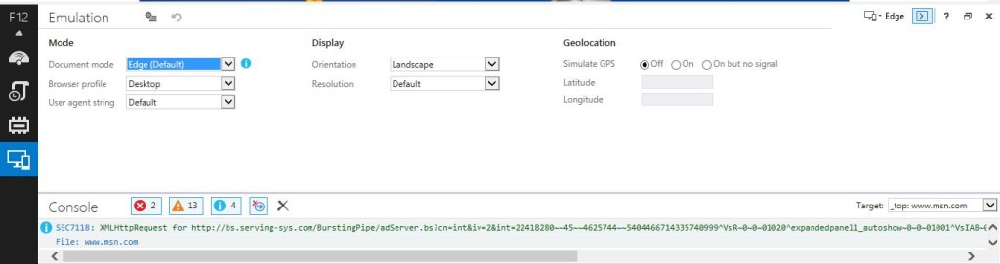 F12
Emulation
Edge
?
Mode
Document mode Edge (Default)
Browser profile Desktop
User agent string Default
Display
Orientation Landscape
Resolution Default
Geolocation
Simulate GPS Off On On but no signal
Latitude
Longitude
Console 2 13 4 Target: _top: www.msn.com
SEC7118: XMLHttpRequest for http://bs.serving-sys.com/BurstingPipe/adServer.bs?cn=int&iv=2&int=22418280~~45~~4625744~~5404466714335740999^VsR~0~0~01020^expandedpanel1_autoshow~0~0~01001^VsIAB~
File: www.msn.com